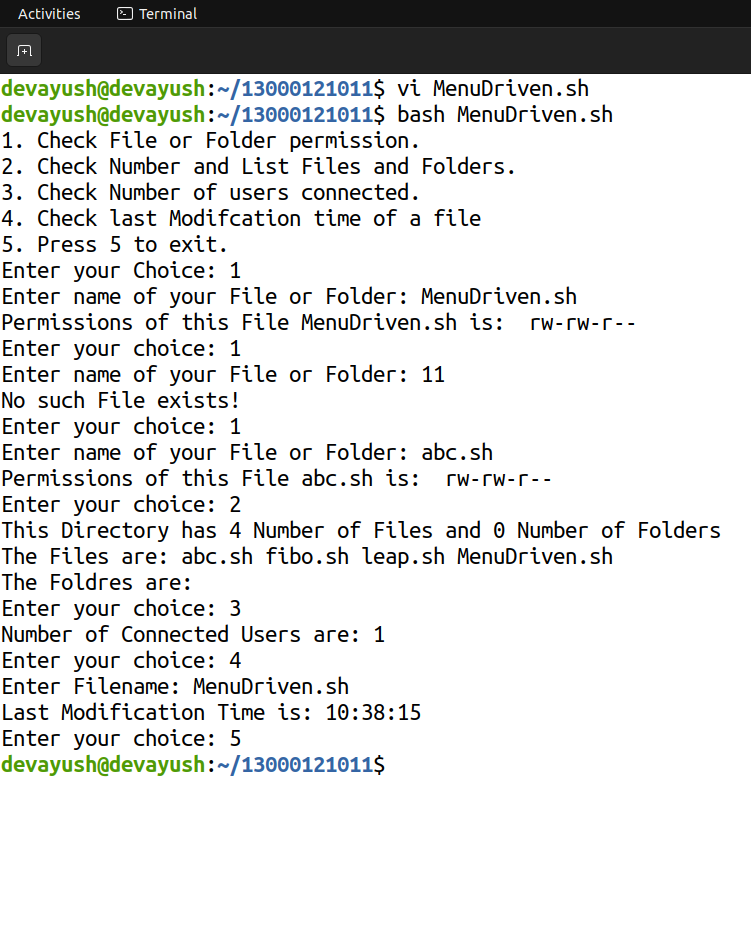 Activities Terminal
devayush@devayush:~/13000121011$ vi MenuDriven.sh
devayush@devayush:~/13000121011$ bash MenuDriven.sh
1. Check File or Folder permission.
2. Check Number and List Files and Folders.
3. Check Number of users connected.
4. Check last Modifcation time of a file
5. Press 5 to exit.
Enter your Choice: 1
Enter name of your File or Folder: MenuDriven.sh
Permissions of this File MenuDriven.sh is:  rw-rw-r--
Enter your choice: 1
Enter name of your File or Folder: 11
No such File exists!
Enter your choice: 1
Enter name of your File or Folder: abc.sh
Permissions of this File abc.sh is:  rw-rw-r--
Enter your choice: 2
This Directory has 4 Number of Files and 0 Number of Folders
The Files are: abc.sh fibo.sh leap.sh MenuDriven.sh
The Foldres are:
Enter your choice: 3
Number of Connected Users are: 1
Enter your choice: 4
Enter Filename: MenuDriven.sh
Last Modification Time is: 10:38:15
Enter your choice: 5
devayush@devayush:~/13000121011$